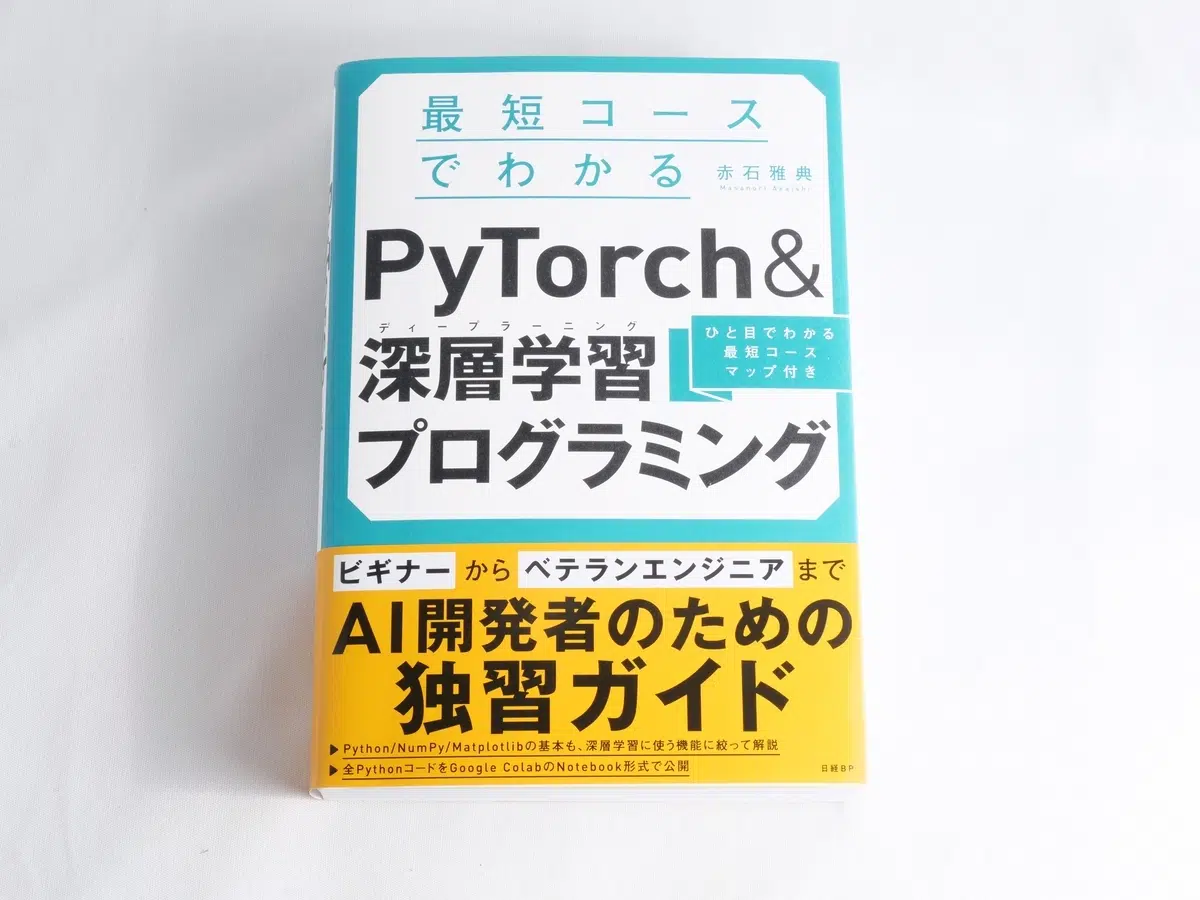 最短コース
でわかる
赤石雅典
Masanori Akaishi
PyTorch&
ディープラーニング
深層学習
プログラミング
ひと目でわかる
最短コース
マップ付き
ビギナーからベテランエンジニアまで
AI開発者のための
独習ガイド
▶Python/NumPy/Matplotlibの基本も、深層学習に使う機能に絞って解説
▶全PythonコードをGoogle ColabのNotebook形式で公開
日経BP